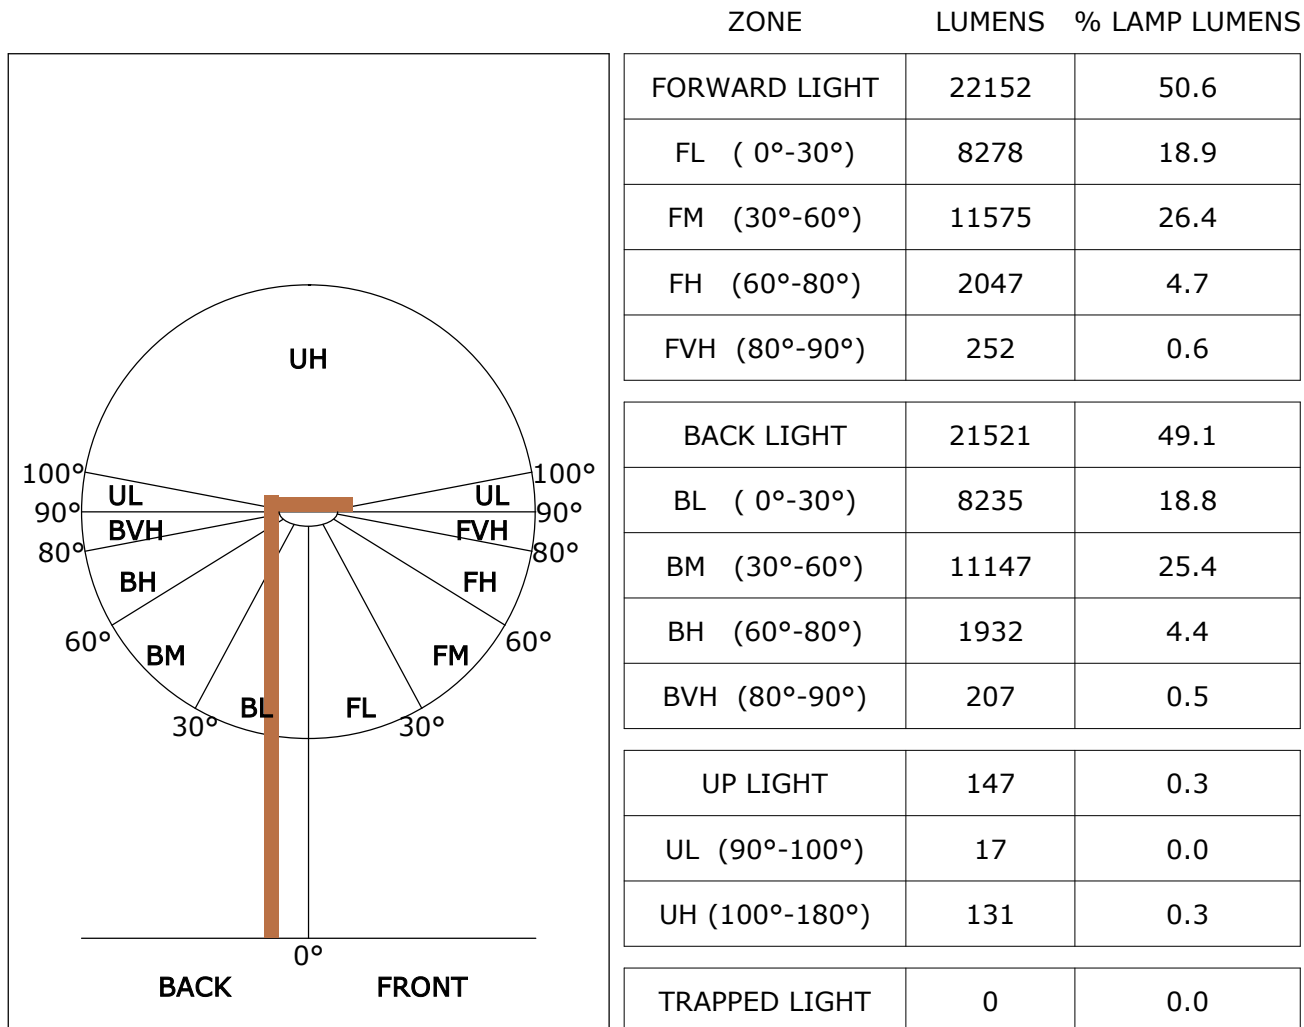 ZONE LUMENS % LAMP LUMENS
FORWARD LIGHT 22152 50.6
FL ( 0°-30°) 8278 18.9
FM (30°-60°) 11575 26.4
FH (60°-80°) 2047 4.7
FVH (80°-90°) 252 0.6
BACK LIGHT 21521 49.1
BL ( 0°-30°) 8235 18.8
BM (30°-60°) 11147 25.4
BH (60°-80°) 1932 4.4
BVH (80°-90°) 207 0.5
UP LIGHT 147 0.3
UL (90°-100°) 17 0.0
UH (100°-180°) 131 0.3
TRAPPED LIGHT 0 0.0
UH
100° 100°
UL UL
90° 90°
BVH FVH
80° 80°
BH FH
60° 60°
BM FM
BL FL
30° 30°
0°
BACK FRONT